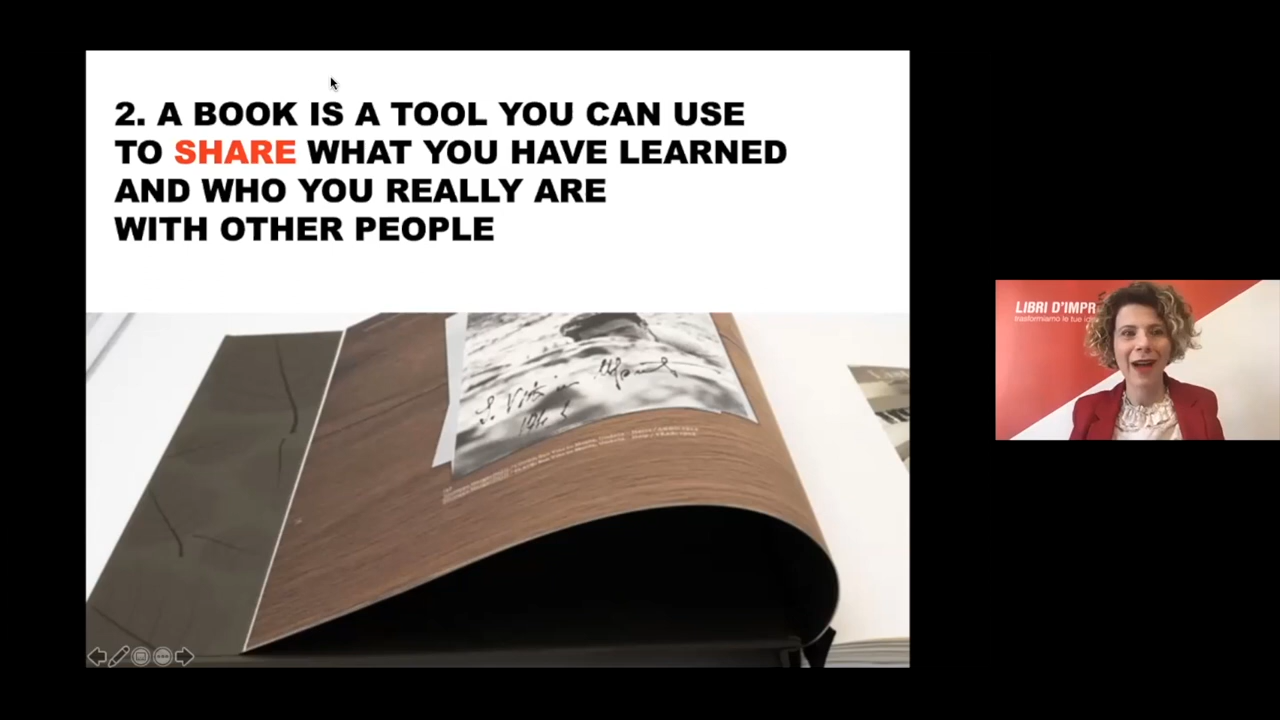 2. A BOOK IS A TOOL YOU CAN USE
TO SHARE WHAT YOU HAVE LEARNED
AND WHO YOU REALLY ARE
WITH OTHER PEOPLE
LIBRI D'IMPR
trasformiamo le tue